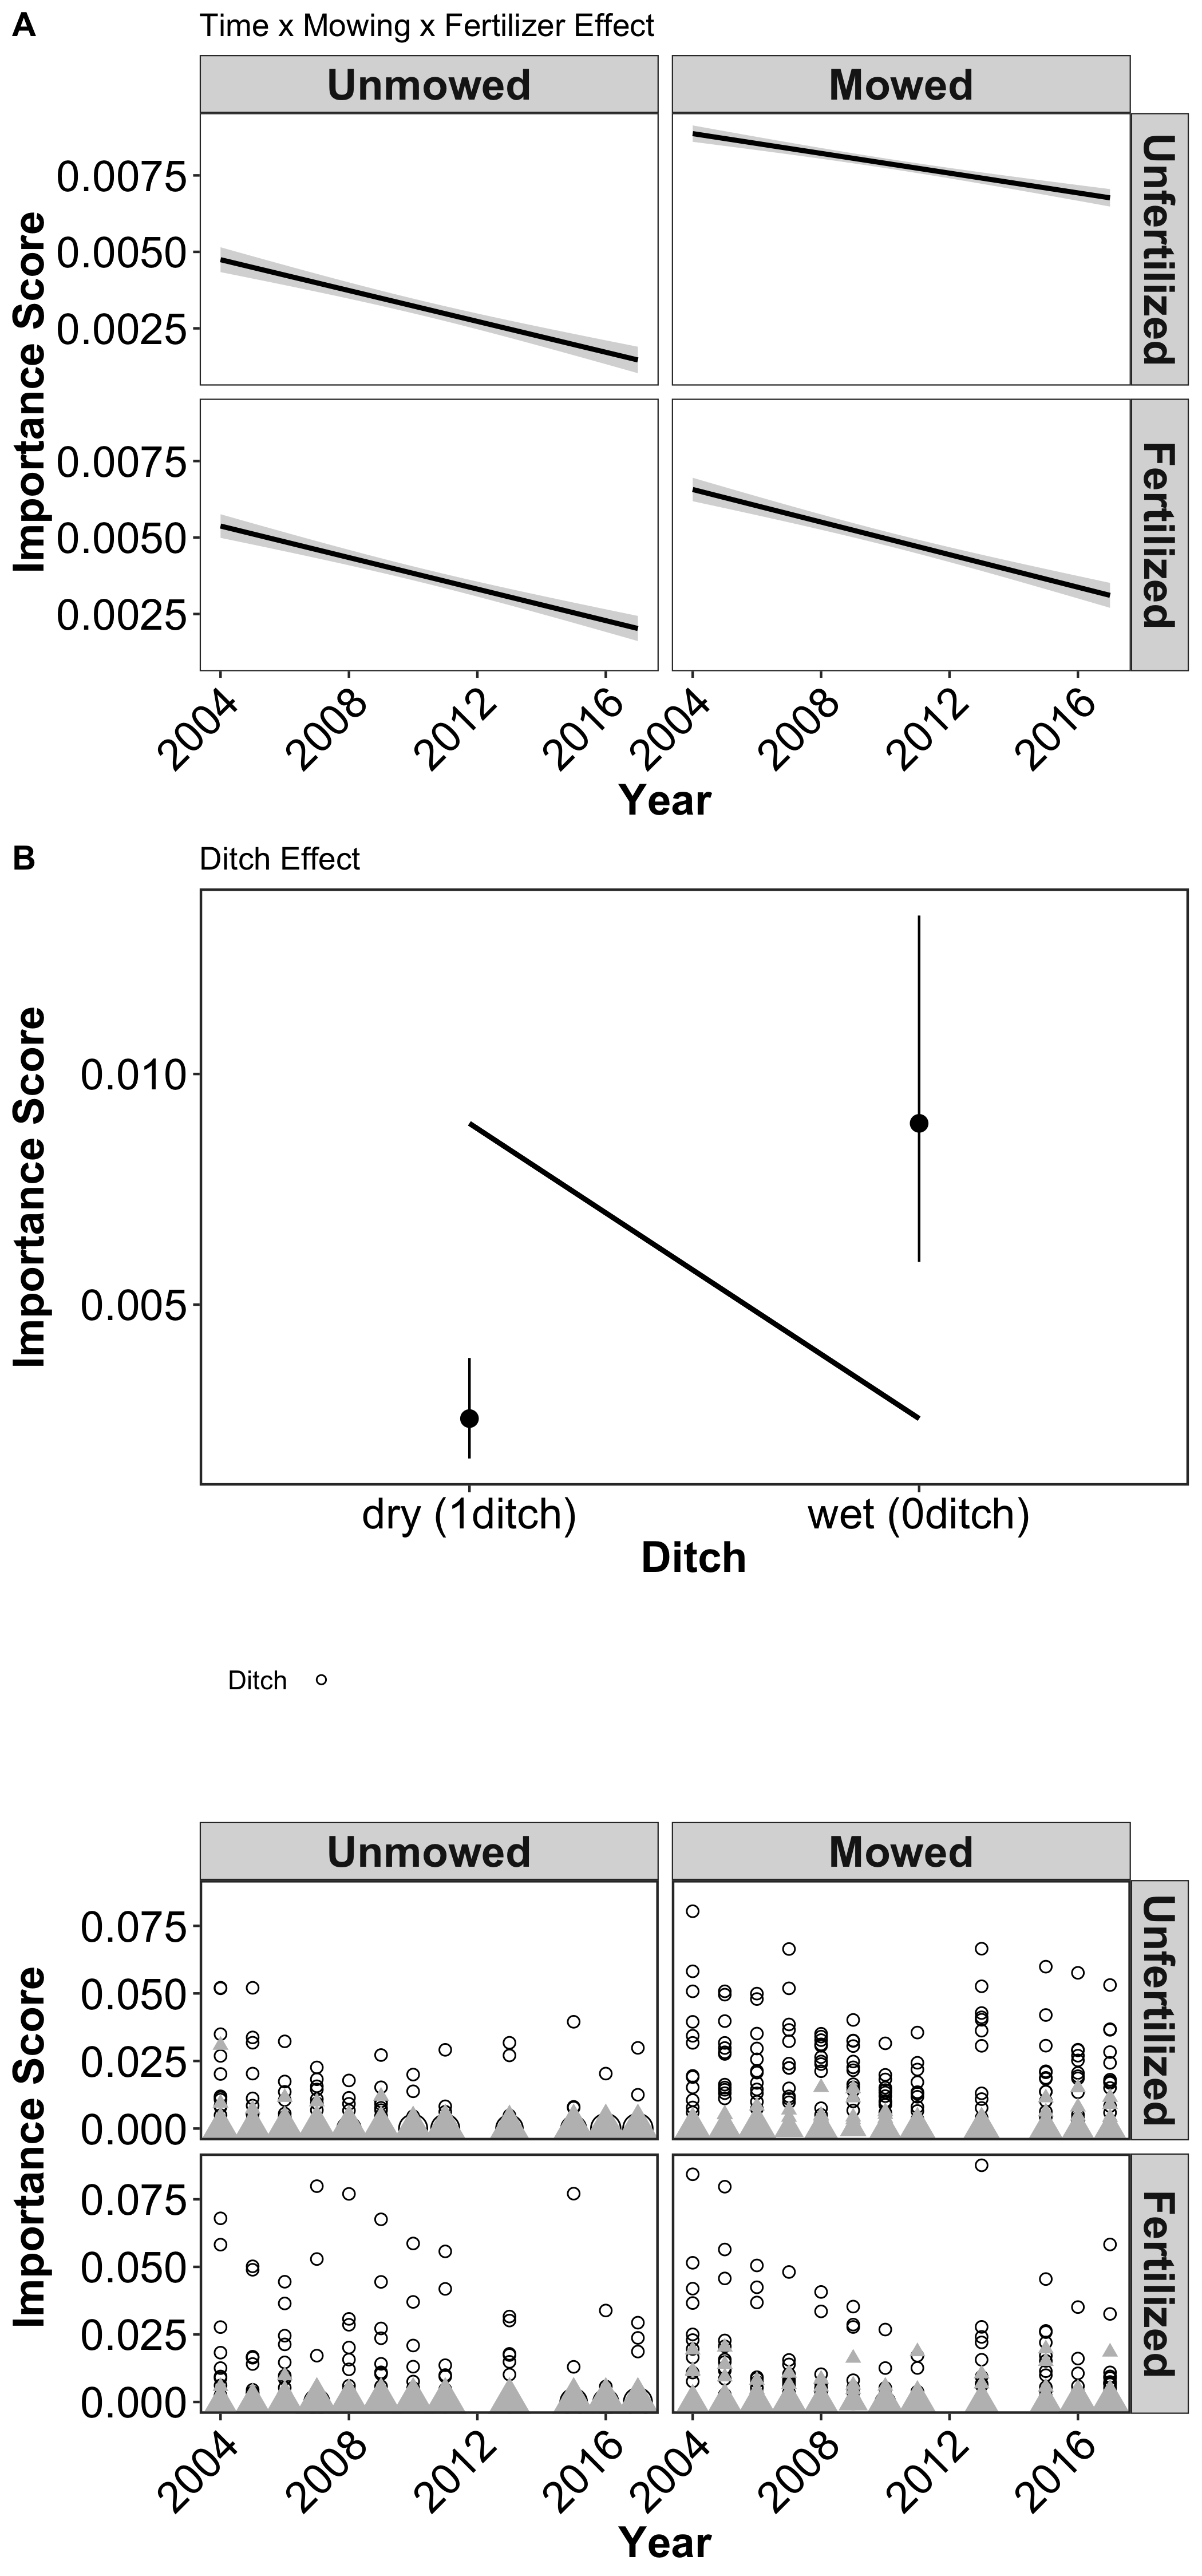 A
Time x Mowing x Fertilizer Effect
Unmowed
Mowed
Unfertilized
Fertilized
Importance Score
0.0075
0.0050
0.0025
0.0075
0.0050
0.0025
2004
2008
2012
2016
2004
2008
2012
2016
Year
B
Ditch Effect
Importance Score
0.010
0.005
dry (1ditch)
wet (0ditch)
Ditch
Ditch
Unmowed
Mowed
Unfertilized
Fertilized
Importance Score
0.075
0.050
0.025
0.000
0.075
0.050
0.025
0.000
2004
2008
2012
2016
2004
2008
2012
2016
Year